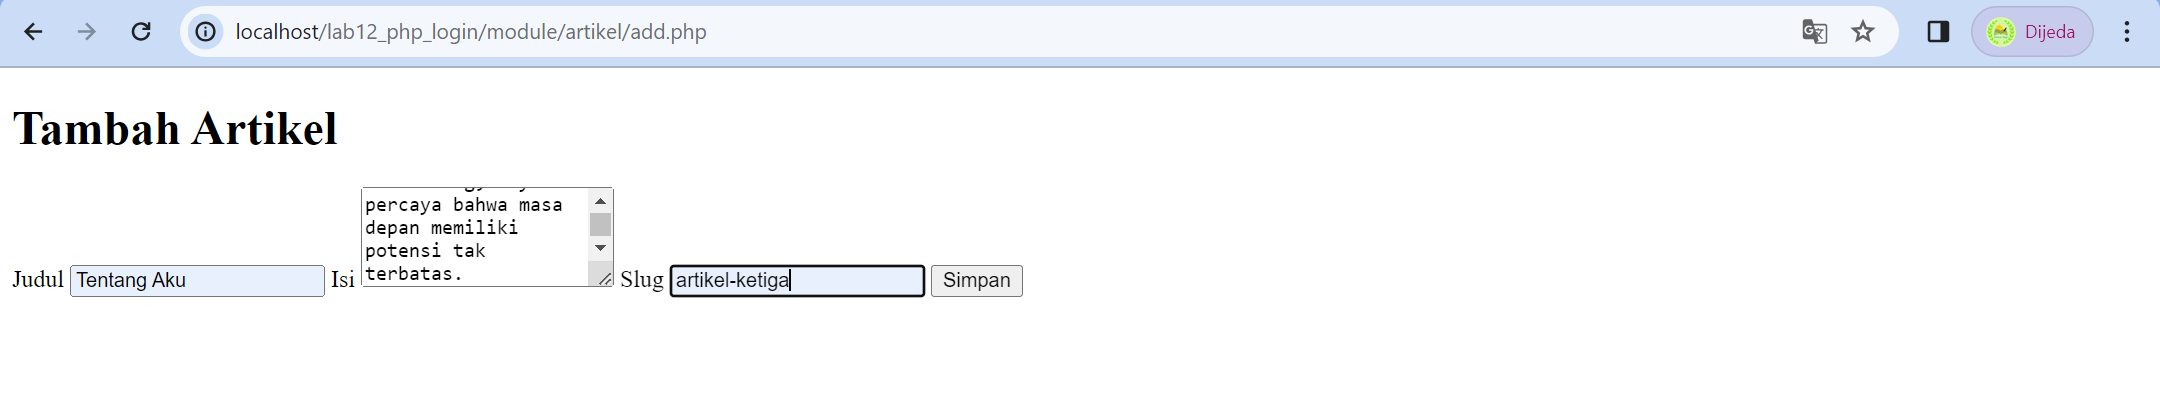 localhost/lab12_php_login/module/artikel/add.php
Dijeda
Tambah Artikel
Judul
Tentang Aku
Isi
percaya bahwa masa
depan memiliki
potensi tak
terbatas.
Slug
artikel-ketiga
Simpan